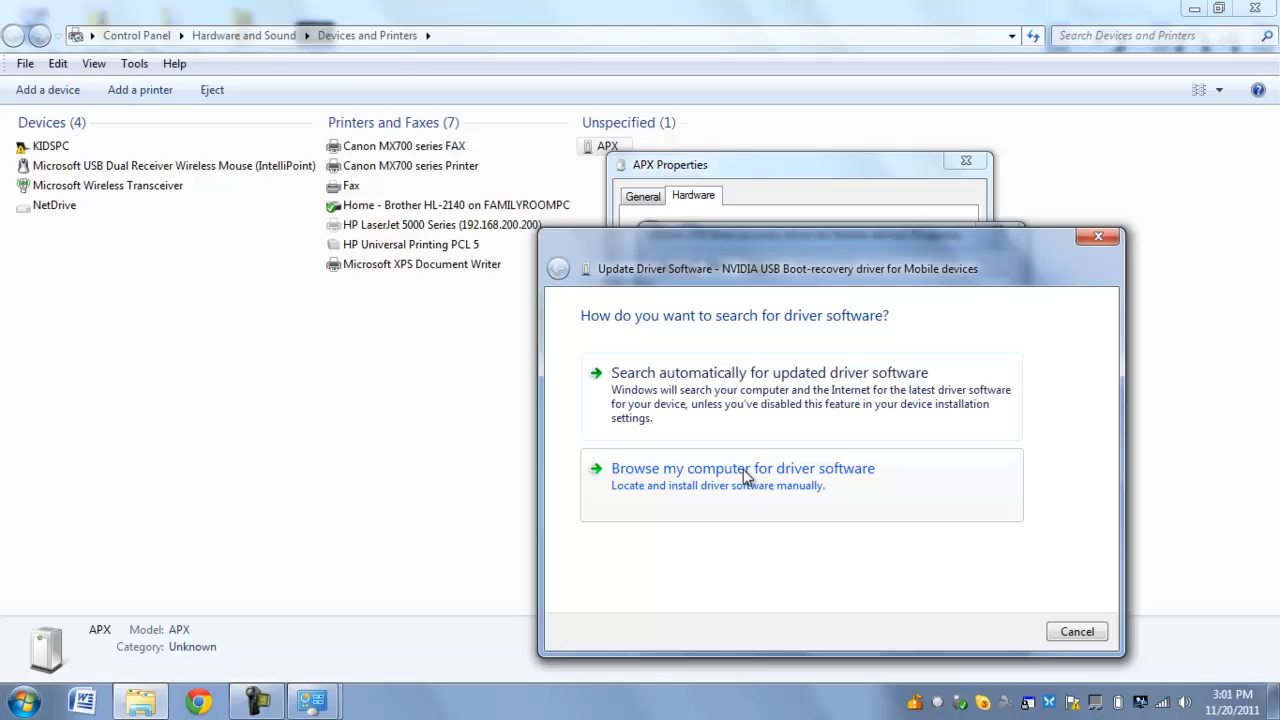 Control Panel
Hardware and Sound
Devices and Printers
Search Devices and Printers
File Edit View Tools Help
Add a device Add a printer Eject
Devices (4)
KIDSPC
Microsoft USB Dual Receiver Wireless Mouse (IntelliPoint)
Microsoft Wireless Transceiver
NetDrive
Printers and Faxes (7)
Canon MX700 series FAX
Canon MX700 series Printer
Fax
Home - Brother HL-2140 on FAMILYROOMPC
HP LaserJet 5000 Series (192.168.200.200)
HP Universal Printing PCL 5
Microsoft XPS Document Writer
Unspecified (1)
APX
APX Properties
General Hardware
Update Driver Software - NVIDIA USB Boot-recovery driver for Mobile devices
How do you want to search for driver software?
Search automatically for updated driver software
Windows will search your computer and the Internet for the latest driver software
for your device, unless you've disabled this feature in your device installation
settings.
Browse my computer for driver software
Locate and install driver software manually.
Cancel
APX Model: APX
Category: Unknown
3:01 PM
11/20/2011